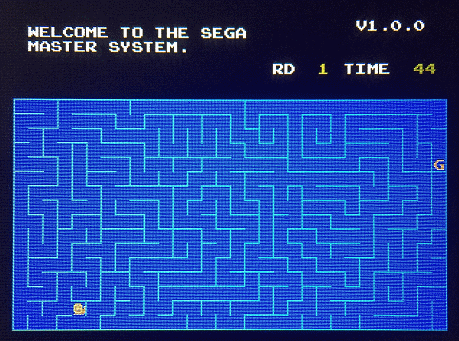 WELCOME TO THE SEGA
MASTER SYSTEM.
V1.0.0
RD 1 TIME 44
G